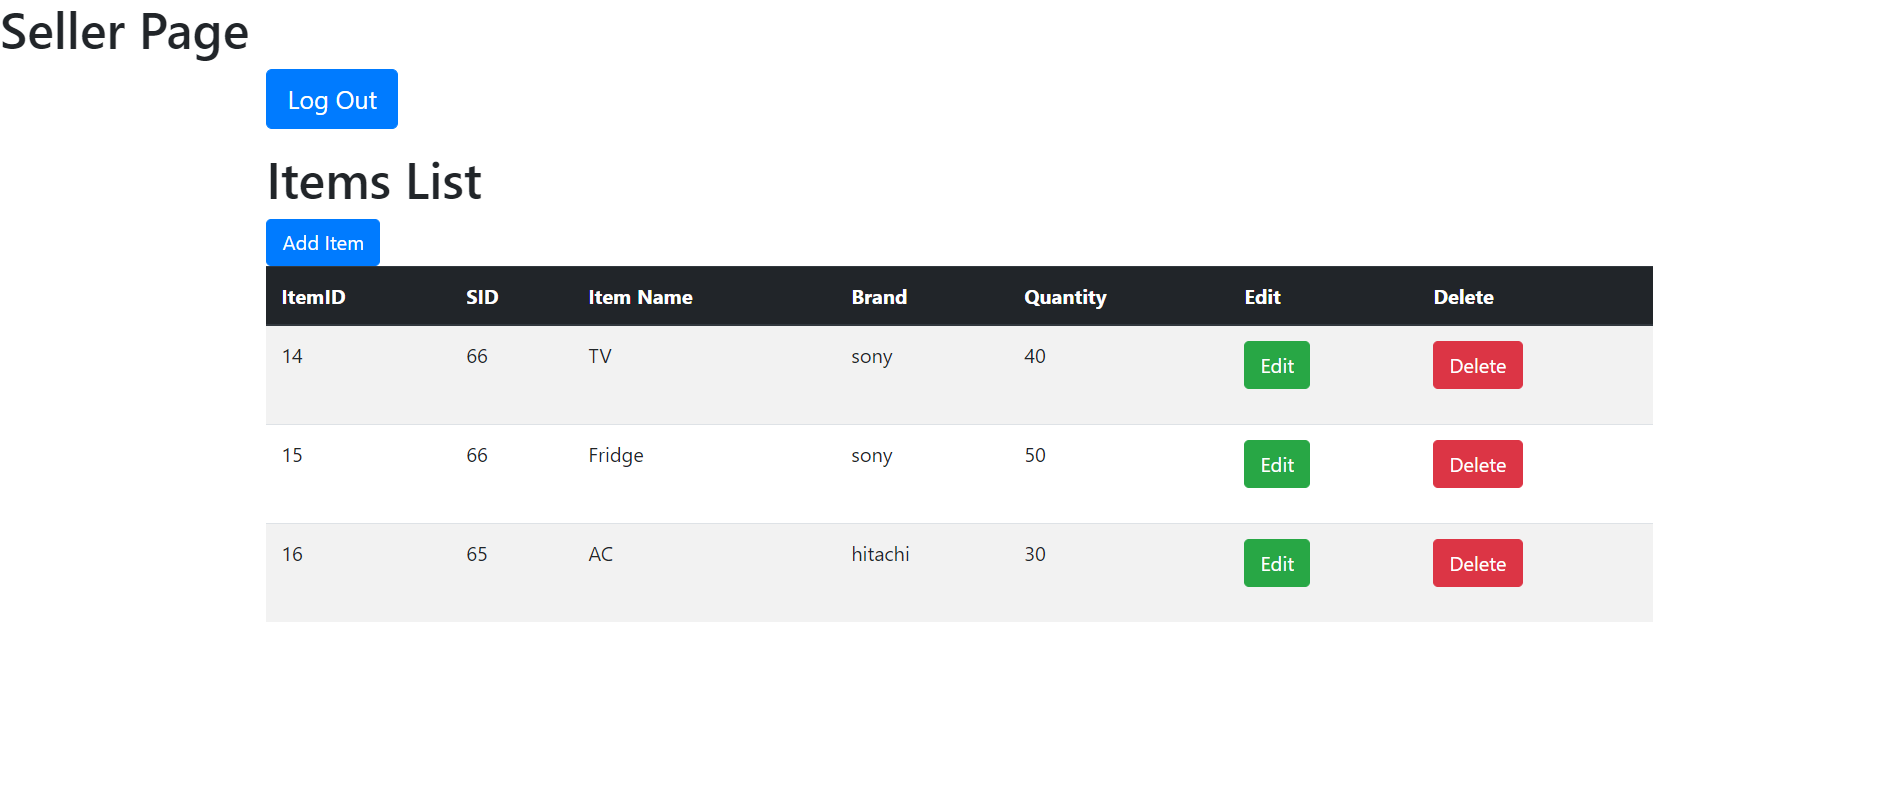 Seller Page
Log Out
Items List
Add Item
ItemID SID Item Name Brand Quantity Edit Delete
14 66 TV sony 40 Edit Delete
15 66 Fridge sony 50 Edit Delete
16 65 AC hitachi 30 Edit Delete